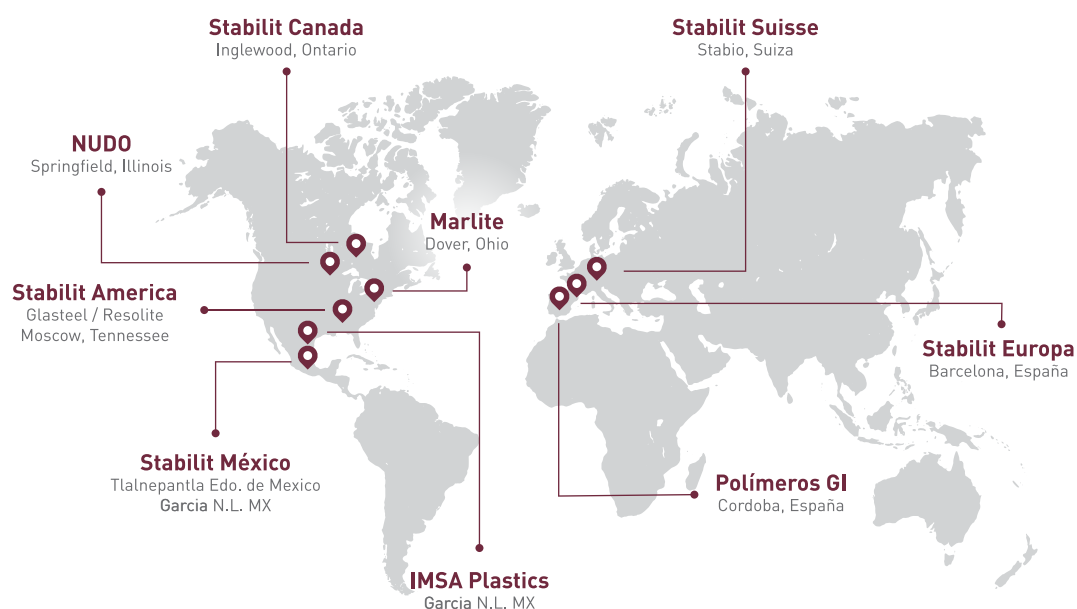 Stabilit Canada
Inglewood, Ontario
Stabilit Suisse
Stabio, Suiza
NUDO
Springfield, Illinois
Marlite
Dover, Ohio
Stabilit America
Glasteel / Resolite
Moscow, Tennessee
Stabilit Europa
Barcelona, España
Stabilit México
Tlalnepantla Edo. de Mexico
Garcia N.L. MX
Polímeros GI
Cordoba, España
IMSA Plastics
Garcia N.L. MX